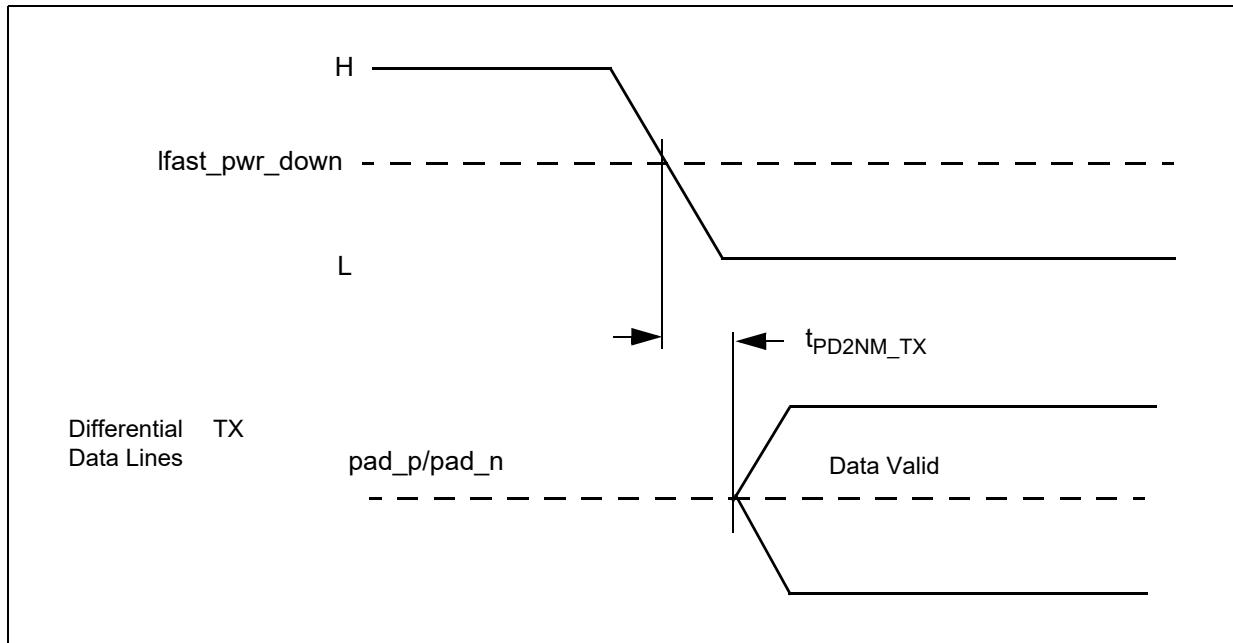 H
lfast_pwr_down
L
tPD2NM_TX
Differential TX
Data Lines
pad_p/pad_n
Data Valid